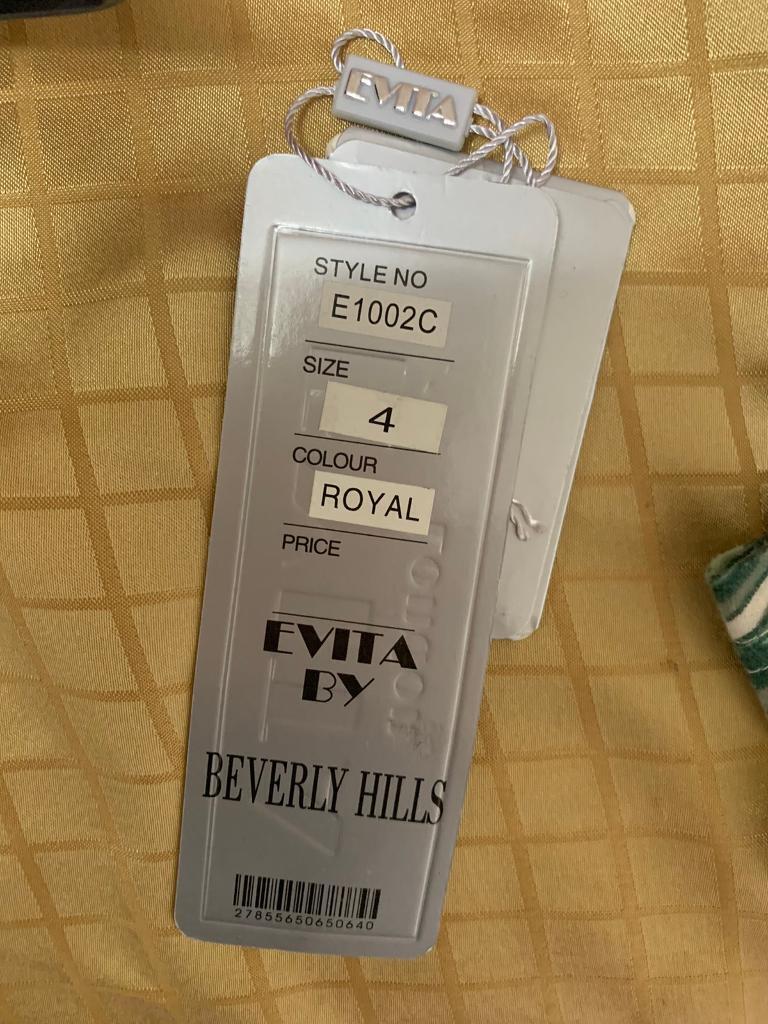 EVITA
STYLE NO
E1002C
SIZE
4
COLOUR
ROYAL
PRICE
EVITA
BY
BEVERLY HILLS
27855650650640